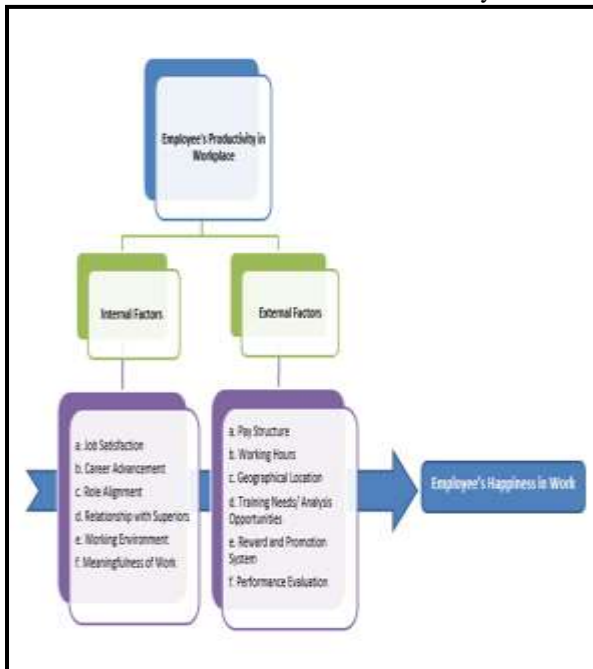 Employee's Productivity in
Workplace
Internal Factors
External Factors
a. Job Satisfaction
b. Career Advancement
c. Role Alignment
d. Relationship with Superiors
e. Working Environment
f. Meaningfulness of Work
a. Pay Structure
b. Working Hours
c. Geographical Location
d. Training Needs/ Analysis
Opportunities
e. Reward and Promotion
System
f. Performance Evaluation
Employee's Happiness in Work